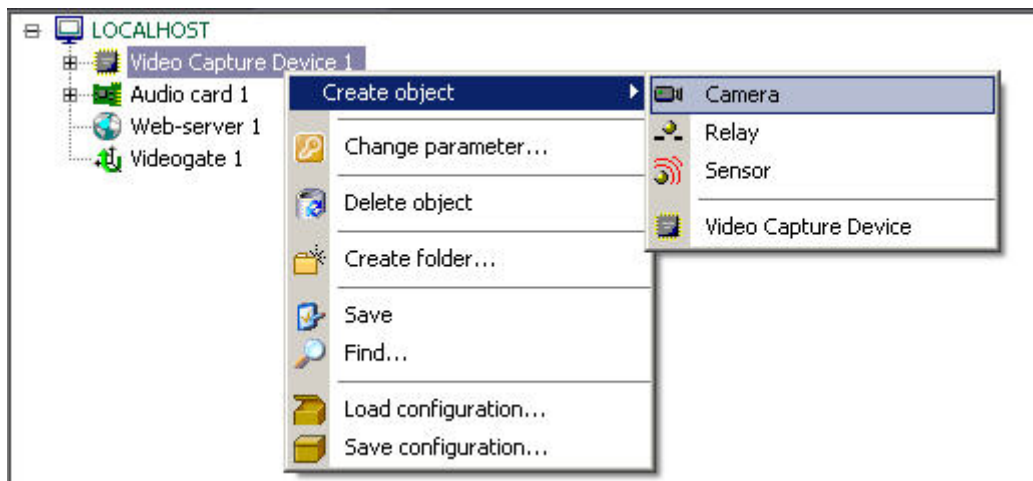 LOCALHOST
Video Capture Device 1
Audio card 1
Web-server 1
Videogate 1
Create object
Change parameter...
Delete object
Create folder...
Save
Find...
Load configuration...
Save configuration...
Camera
Relay
Sensor
Video Capture Device